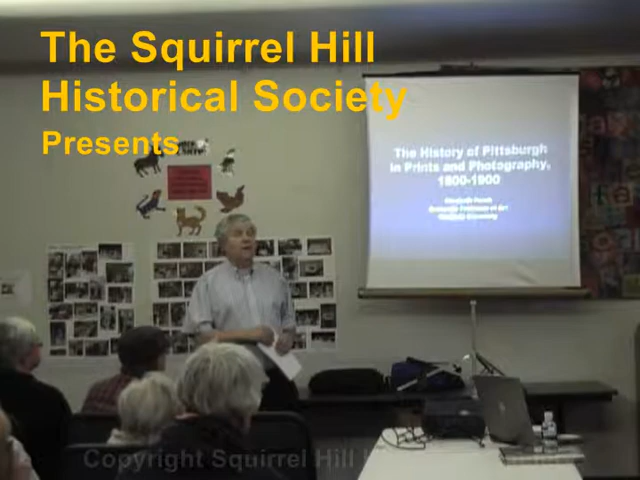 The Squirrel Hill
Historical Society
Presents
The History of Pittsburgh
in Prints and Photography,
1800-1900
Copyright Squirrel Hill